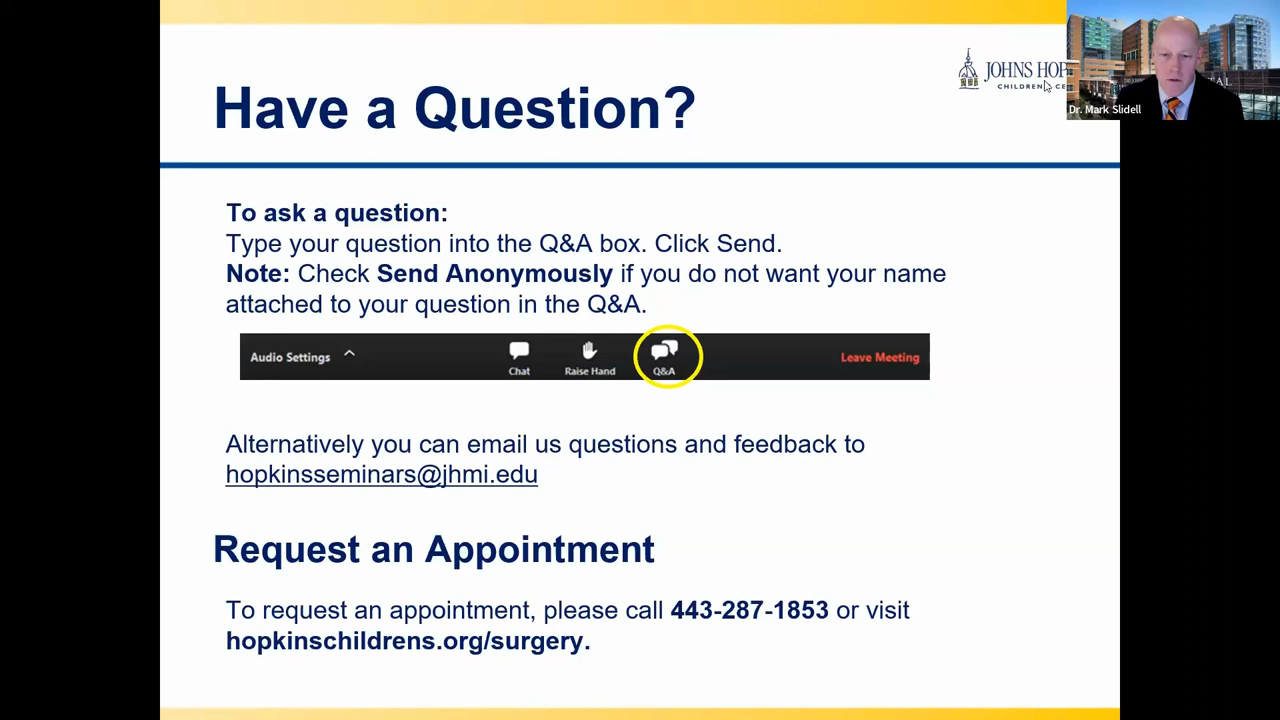 Have a Question?
JOHNS HOP
CHILDREN
CE
Dr. Mark Slidell
To ask a question:
Type your question into the Q&A box. Click Send.
Note: Check Send Anonymously if you do not want your name
attached to your question in the Q&A.
Audio Settings
Chat
Raise Hand
Q&A
Leave Meeting
Alternatively you can email us questions and feedback to
hopkinsseminars@jhmi.edu
Request an Appointment
To request an appointment, please call 443-287-1853 or visit
hopkinschildrens.org/surgery.